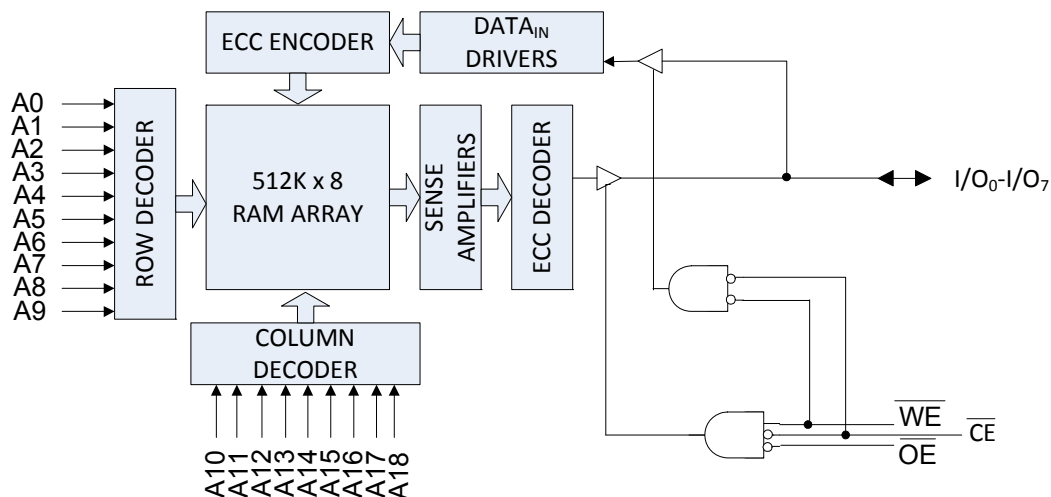 ECC ENCODER
DATAIN
DRIVERS
A0
A1
A2
A3
A4
A5
A6
A7
A8
A9
ROW DECODER
512K x 8
RAM ARRAY
SENSE
AMPLIFIERS
ECC DECODER
I/O0-I/O7
COLUMN
DECODER
A10
A11
A12
A13
A14
A15
A16
A17
A18
WE
CE
OE